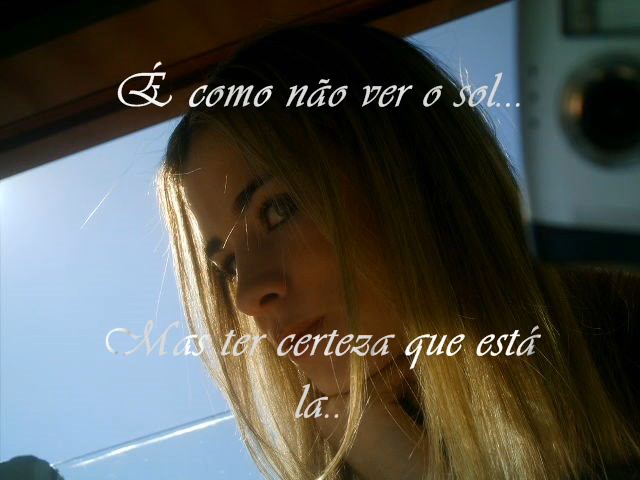 É como não ver o sol...
Mas ter certeza que está
la..